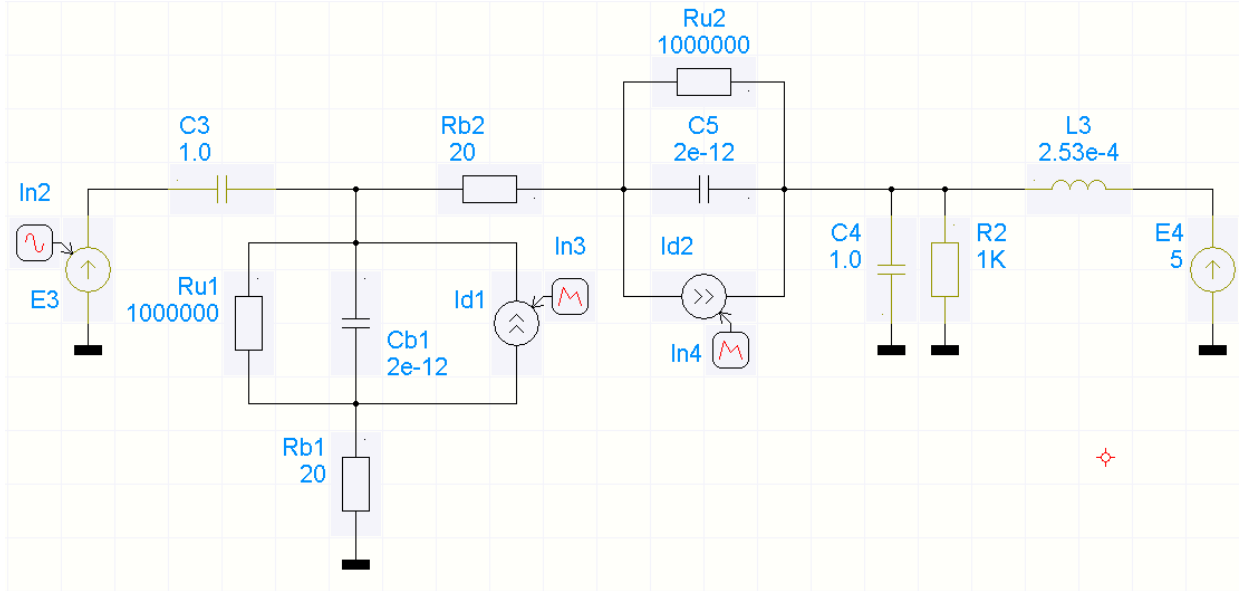 Ru2
1000000
C3
1.0
Rb2
20
C5
2e-12
L3
2.53e-4
In2
E3
Ru1
1000000
Cb1
2e-12
Id1
In3
Id2
In4
C4
1.0
R2
1K
E4
5
Rb1
20